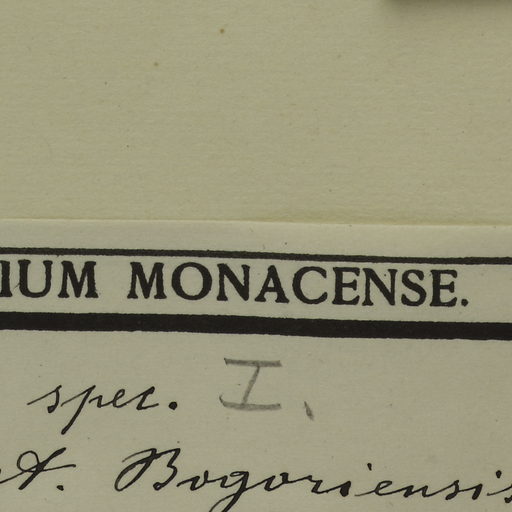 IUM MONACENSE.
spec. I.
t. Bogoriensis